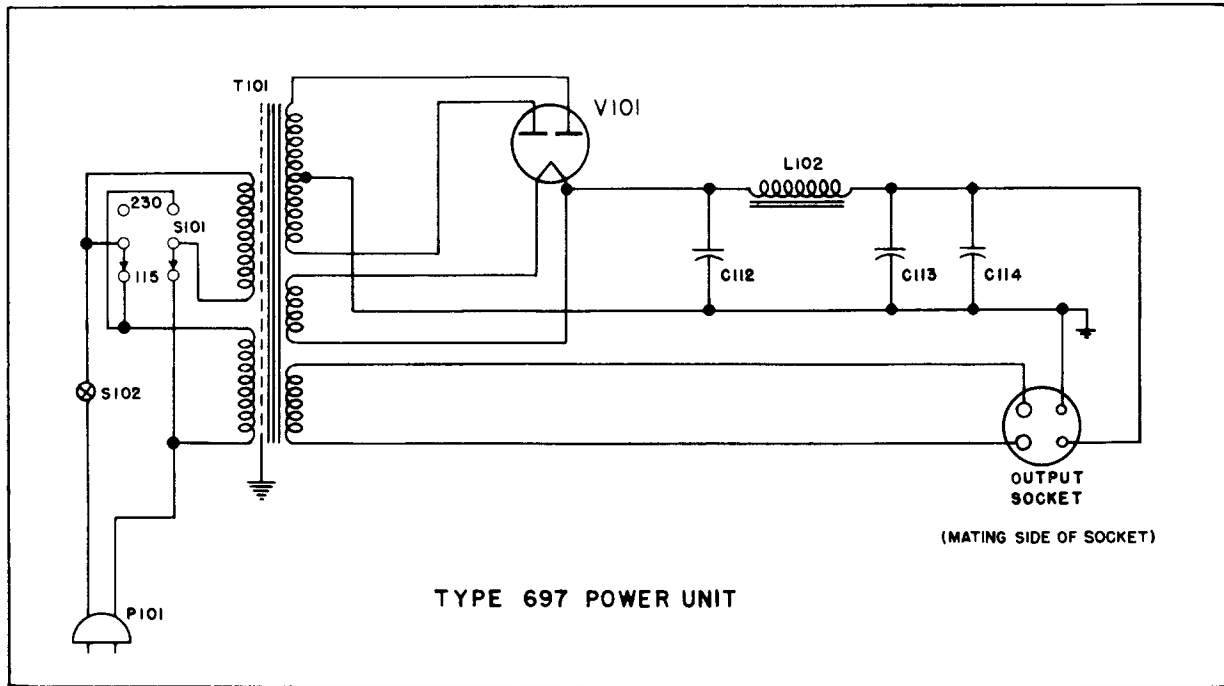 T101
V101
L102
230
S101
115
C112
C113
C114
S102
OUTPUT
SOCKET
(MATING SIDE OF SOCKET)
TYPE 697 POWER UNIT
P101